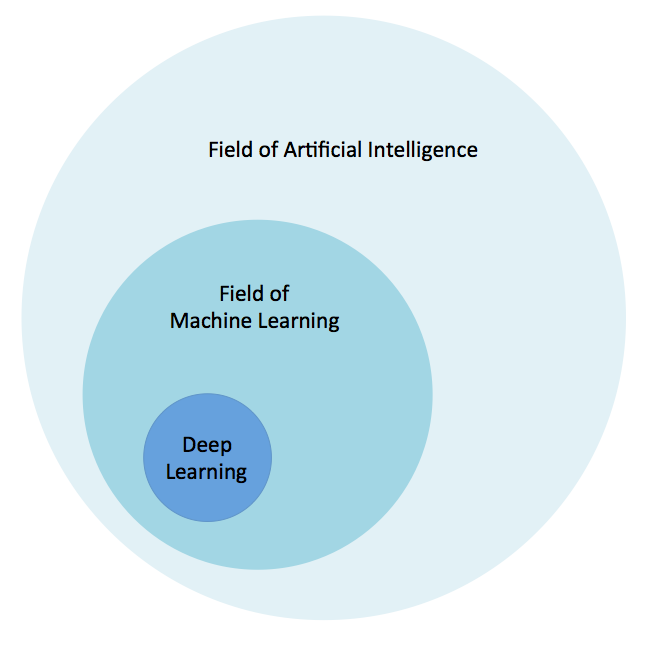 Field of Artificial Intelligence
Field of
Machine Learning
Deep
Learning